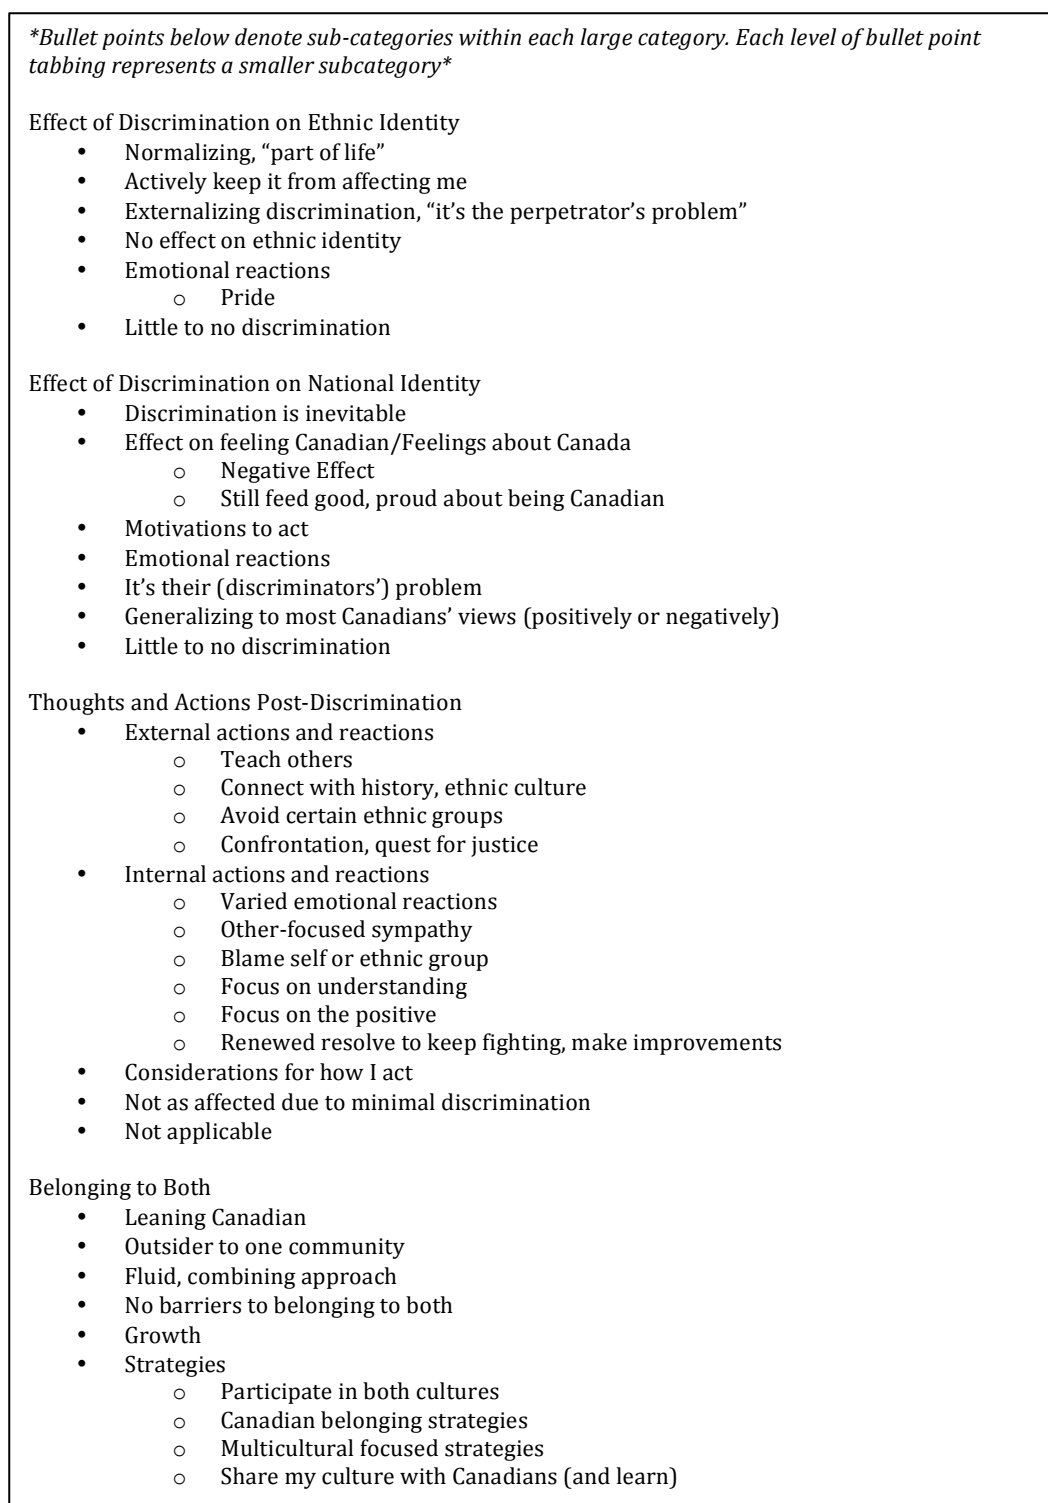 *Bullet points below denote sub-categories within each large category. Each level of bullet point
tabbing represents a smaller subcategory*
Effect of Discrimination on Ethnic Identity
• Normalizing, “part of life”
• Actively keep it from affecting me
• Externalizing discrimination, “it’s the perpetrator’s problem”
• No effect on ethnic identity
• Emotional reactions
o Pride
• Little to no discrimination
Effect of Discrimination on National Identity
• Discrimination is inevitable
• Effect on feeling Canadian/Feelings about Canada
o Negative Effect
o Still feed good, proud about being Canadian
• Motivations to act
• Emotional reactions
• It’s their (discriminators’) problem
• Generalizing to most Canadians’ views (positively or negatively)
• Little to no discrimination
Thoughts and Actions Post-Discrimination
• External actions and reactions
o Teach others
o Connect with history, ethnic culture
o Avoid certain ethnic groups
o Confrontation, quest for justice
• Internal actions and reactions
o Varied emotional reactions
o Other-focused sympathy
o Blame self or ethnic group
o Focus on understanding
o Focus on the positive
o Renewed resolve to keep fighting, make improvements
• Considerations for how I act
• Not as affected due to minimal discrimination
• Not applicable
Belonging to Both
• Leaning Canadian
• Outsider to one community
• Fluid, combining approach
• No barriers to belonging to both
• Growth
• Strategies
o Participate in both cultures
o Canadian belonging strategies
o Multicultural focused strategies
o Share my culture with Canadians (and learn)